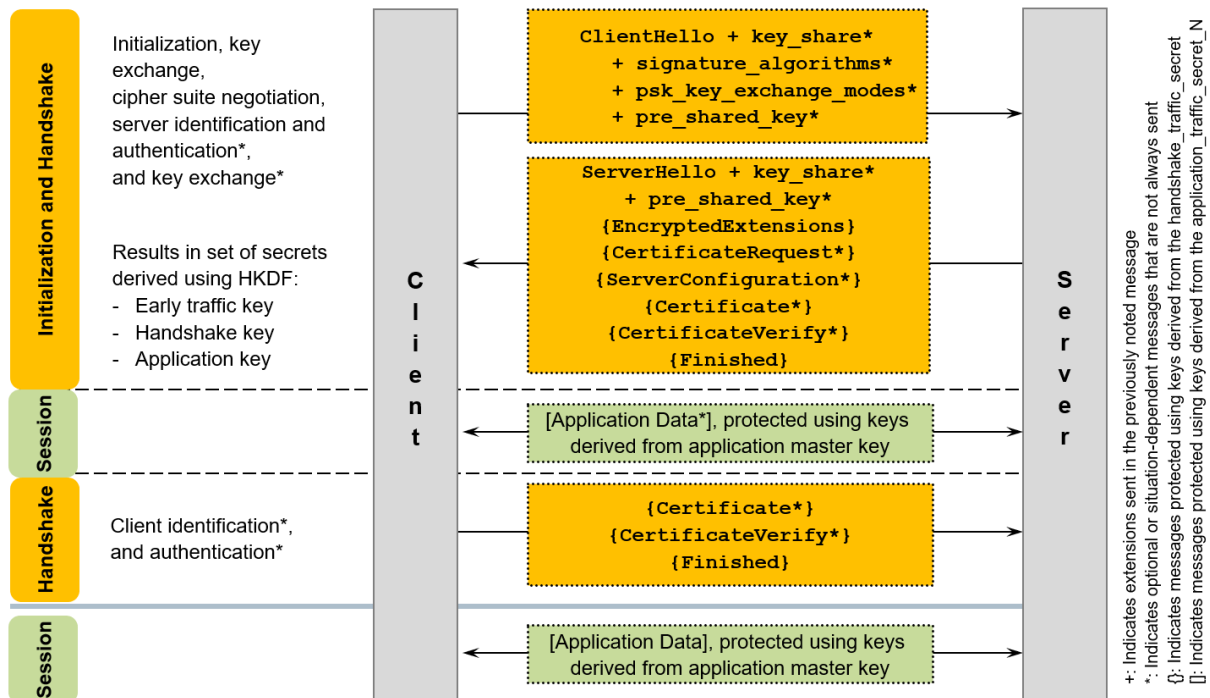 Initialization and Handshake
Initialization, key
exchange,
cipher suite negotiation,
server identification and
authentication*,
and key exchange*
Results in set of secrets
derived using HKDF:
- Early traffic key
- Handshake key
- Application key
Client
ClientHello + key_share*
+ signature_algorithms*
+ psk_key_exchange_modes*
+ pre_shared_key*
ServerHello + key_share*
+ pre_shared_key*
{EncryptedExtensions}
{CertificateRequest*}
{ServerConfiguration*}
{Certificate*}
{CertificateVerify*}
{Finished}
Server
Session
[Application Data*], protected using keys
derived from application master key
Handshake
Client identification*,
and authentication*
{Certificate*}
{CertificateVerify*}
{Finished}
Session
[Application Data], protected using keys
derived from application master key
+: Indicates extensions sent in the previously noted message
*: Indicates optional or situation-dependent messages that are not always sent
{}: Indicates messages protected using keys derived from the handshake_traffic_secret
[]: Indicates messages protected using keys derived from the application_traffic_secret_N